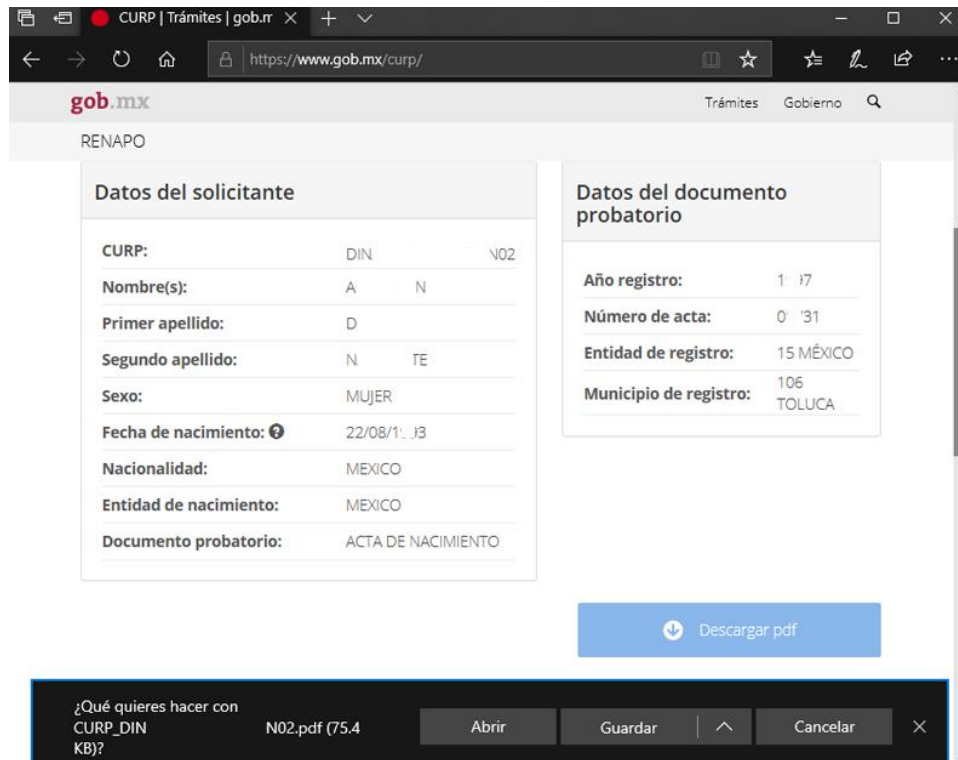 CURP | Trámites | gob.m
https://www.gob.mx/curp/
gob.mx
Trámites Gobierno
RENAPO
Datos del solicitante
CURP: DIN N02
Nombre(s): A N
Primer apellido: D
Segundo apellido: N TE
Sexo: MUJER
Fecha de nacimiento: 22/08/1
Nacionalidad: MEXICO
Entidad de nacimiento: MEXICO
Documento probatorio: ACTA DE NACIMIENTO
Datos del documento
probatorio
Año registro:
Número de acta:
Entidad de registro: 15 MÉXICO
Municipio de registro: 106
TOLUCA
Descargar pdf
¿Qué quieres hacer con
CURP_DIN N02.pdf (75.4
KB)?
Abrir Guardar Cancelar